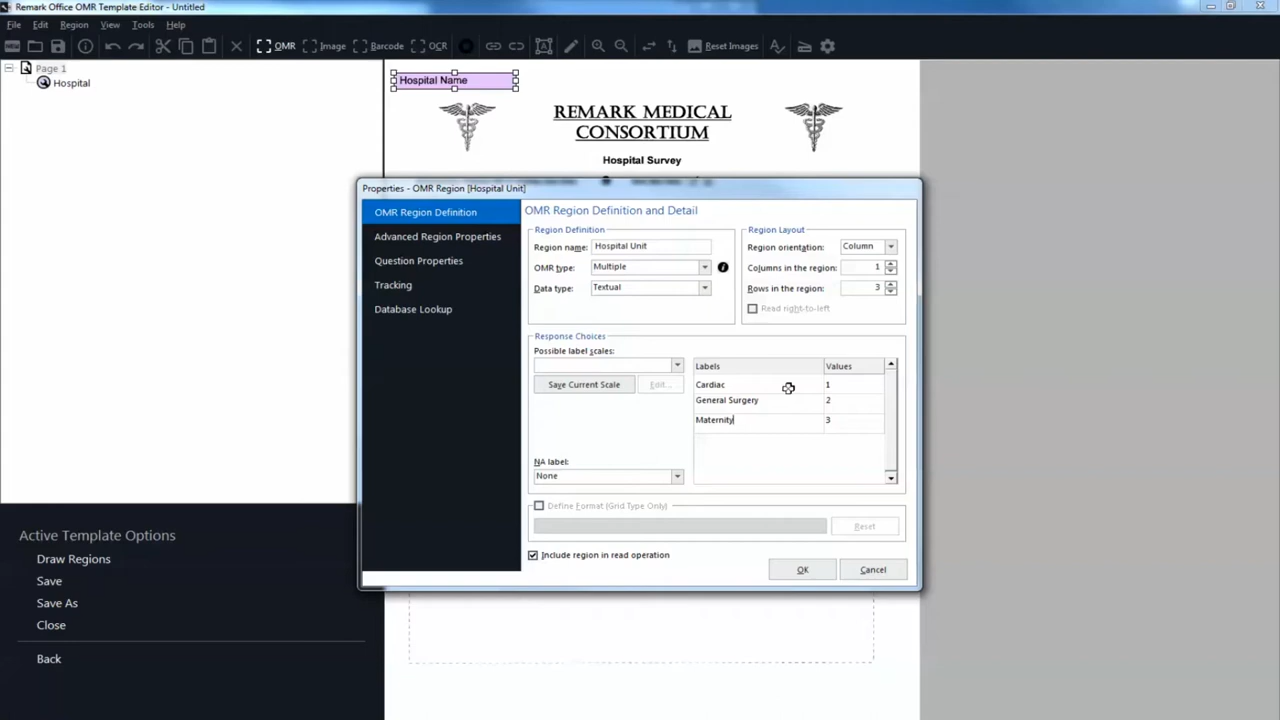 Remark Office OMR Template Editor - Untitled
File Edit Region View Tools Help
NEW OMR Image Barcode OCR Reset Images
Page 1
Hospital
Hospital Name
REMARK MEDICAL
CONSORTIUM
Hospital Survey
Properties - OMR Region [Hospital Unit]
OMR Region Definition
Advanced Region Properties
Question Properties
Tracking
Database Lookup
OMR Region Definition and Detail
Region Definition
Region name: Hospital Unit
OMR type: Multiple
Data type: Textual
Region Layout
Region orientation: Column
Columns in the region: 1
Rows in the region: 3
Read right-to-left
Response Choices
Possible label scales:
Save Current Scale Edit...
NA label:
None
Labels Values
Cardiac 1
General Surgery 2
Maternity 3
Define Format (Grid Type Only)
Reset
Include region in read operation
OK Cancel
Active Template Options
Draw Regions
Save
Save As
Close
Back